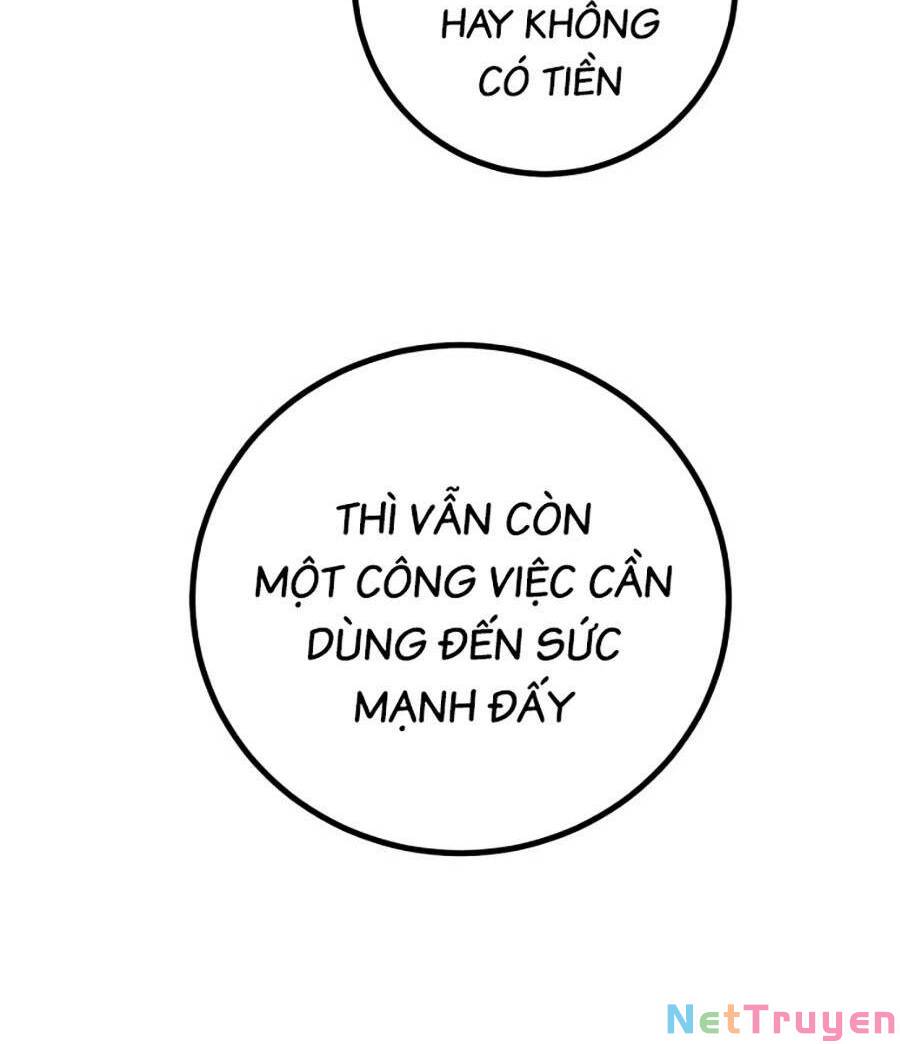 HAY KHÔNG
CÓ TIỀN
THÌ VẪN CÒN
MỘT CÔNG VIỆC CẦN
DÙNG ĐẾN SỨC
MẠNH ĐẤY
NetTruyen